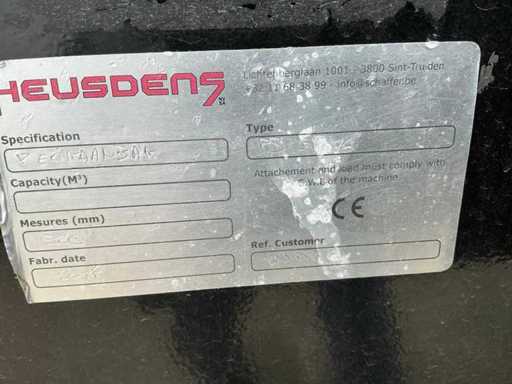 HEUSDENS
Lichtenberglaan 1001 - 3800 Sint-Truiden
+32 11 68 38 99 - info@schaffer.be
Specification
Type
Capacity(M³)
Attachement and load must comply with
S.W.L of the machine
Mesures (mm)
CE
Fabr. date
Ref. Customer